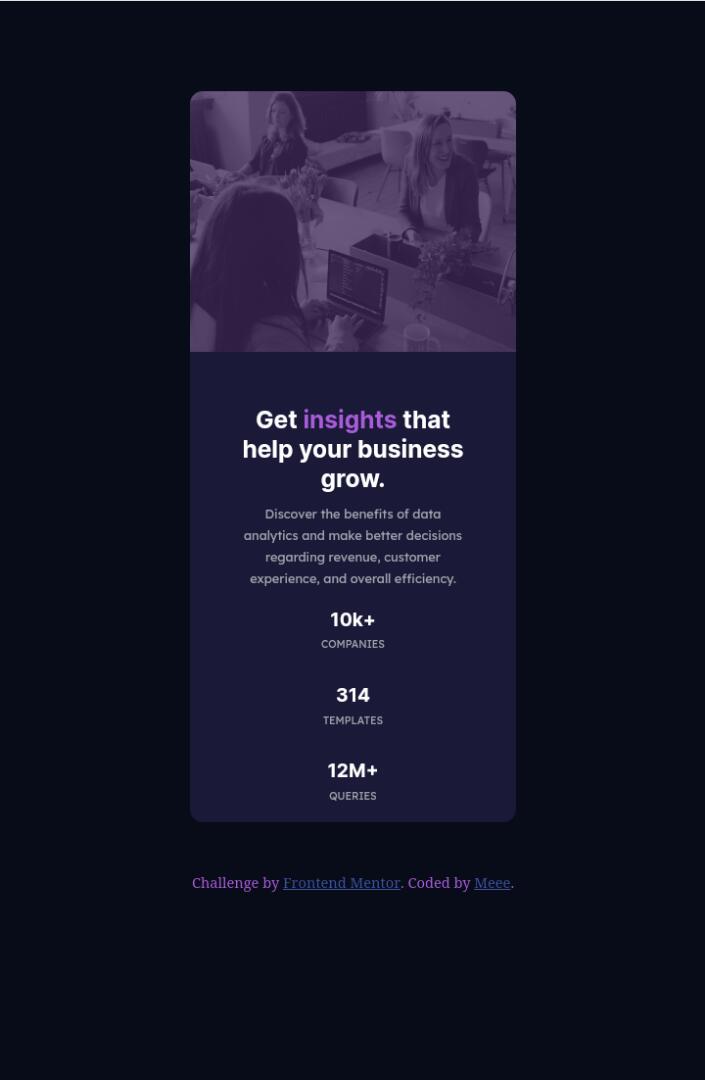 Get insights that
help your business
grow.
Discover the benefits of data
analytics and make better decisions
regarding revenue, customer
experience, and overall efficiency.
10k+
COMPANIES
314
TEMPLATES
12M+
QUERIES
Challenge by Frontend Mentor. Coded by Meee.